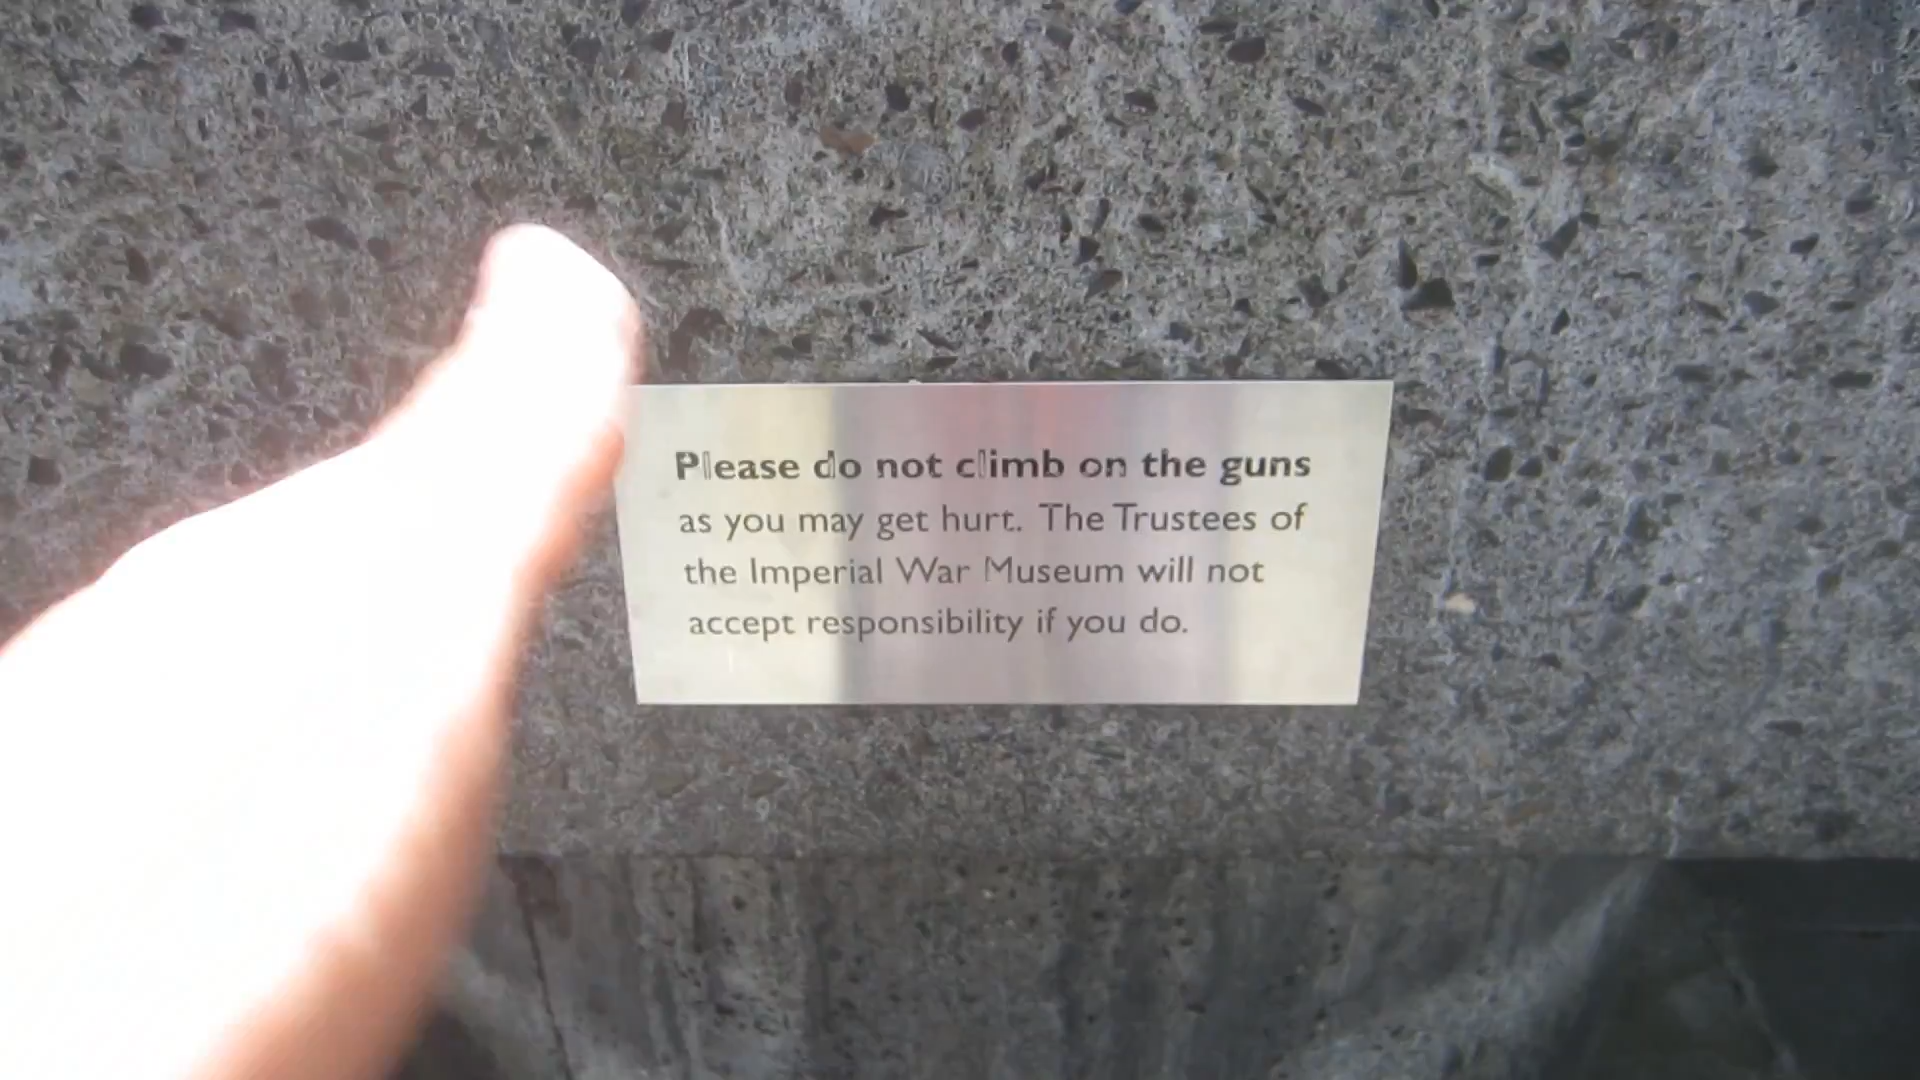 Please do not climb on the guns
as you may get hurt. The Trustees of
the Imperial War Museum will not
accept responsibility if you do.